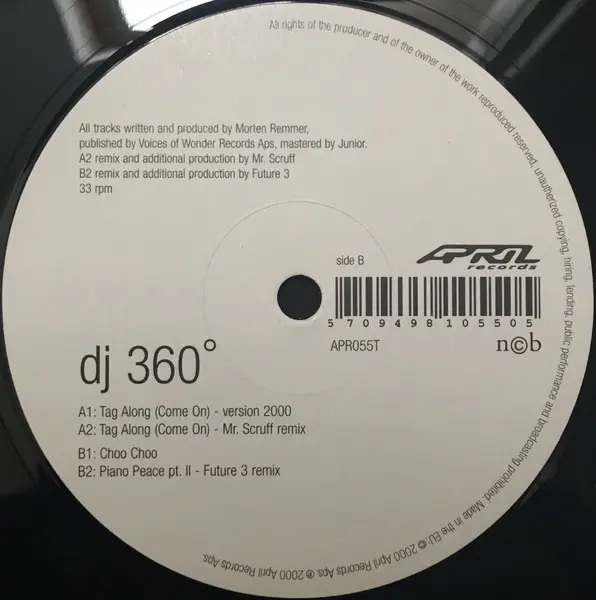 All rights of the producer and of the owner of the work reproduced reserved, unauthorized copying, hiring, lending, public performance and broadcasting prohibited. Made in the EU. © 2000 April Records Aps. ℗ 2000 April Records Aps.
All tracks written and produced by Morten Remmer,
published by Voices of Wonder Records Aps, mastered by Junior.
A2 remix and additional production by Mr. Scruff
B2 remix and additional production by Future 3
33 rpm
side B
APRIL
records
5709498105505
APR055T
n©b
dj 360°
A1: Tag Along (Come On) - version 2000
A2: Tag Along (Come On) - Mr. Scruff remix
B1: Choo Choo
B2: Piano Peace pt. II - Future 3 remix